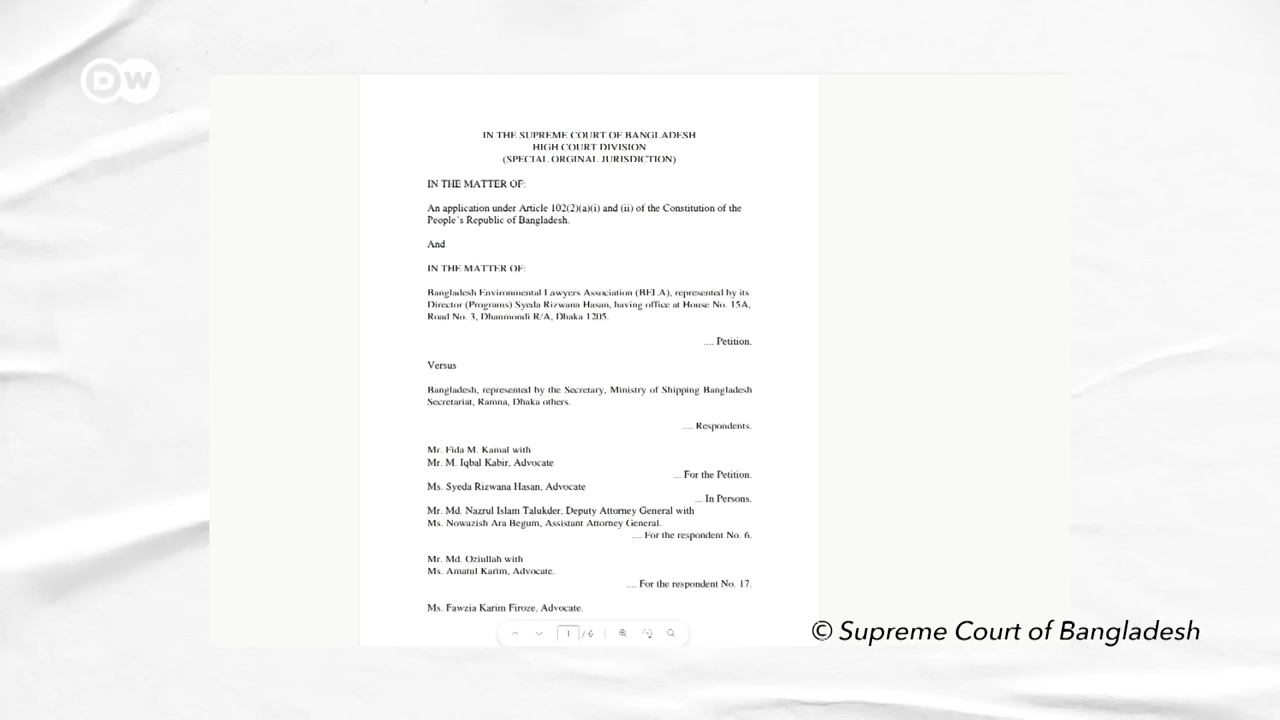 DW
IN THE SUPREME COURT OF BANGLADESH
HIGH COURT DIVISION
(SPECIAL ORGINAL JURISDICTION)
IN THE MATTER OF:
An application under Article 102(2)(a)(i) and (ii) of the Constitution of the
People's Republic of Bangladesh.
And
IN THE MATTER OF:
Bangladesh Environmental Lawyers Association (BELA), represented by its
Director (Programs) Syeda Rizwana Hasan, having office at House No. 15A,
Road No. 3, Dhanmondi R/A, Dhaka 1205.
.... Petition.
Versus
Bangladesh, represented by the Secretary, Ministry of Shipping Bangladesh
Secretariat, Ramna, Dhaka others.
.... Respondents.
Mr. Fida M. Kamal with
Mr. M. Iqbal Kabir, Advocate
... For the Petition.
Ms. Syeda Rizwana Hasan, Advocate
... In Persons.
Mr. Md. Nazrul Islam Talukder, Deputy Attorney General with
Ms. Nowazish Ara Begum, Assistant Attorney General.
.... For the respondent No. 6.
Mr. Md. Oziullah with
Ms. Amatul Karim, Advocate.
.... For the respondent No. 17.
Ms. Fawzia Karim Firoze, Advocate.
1 / 6
© Supreme Court of Bangladesh